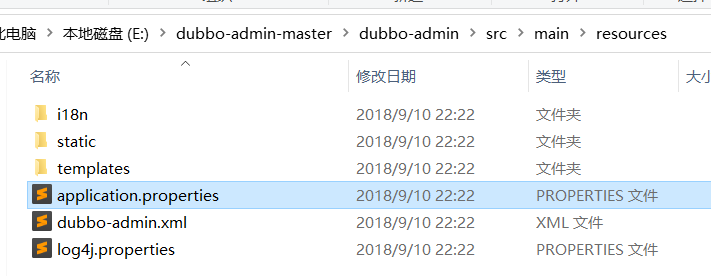 此电脑 > 本地磁盘 (E:) > dubbo-admin-master > dubbo-admin > src > main > resources
名称 修改日期 类型 大小
i18n 2018/9/10 22:22 文件夹
static 2018/9/10 22:22 文件夹
templates 2018/9/10 22:22 文件夹
application.properties 2018/9/10 22:22 PROPERTIES 文件
dubbo-admin.xml 2018/9/10 22:22 XML 文件
log4j.properties 2018/9/10 22:22 PROPERTIES 文件